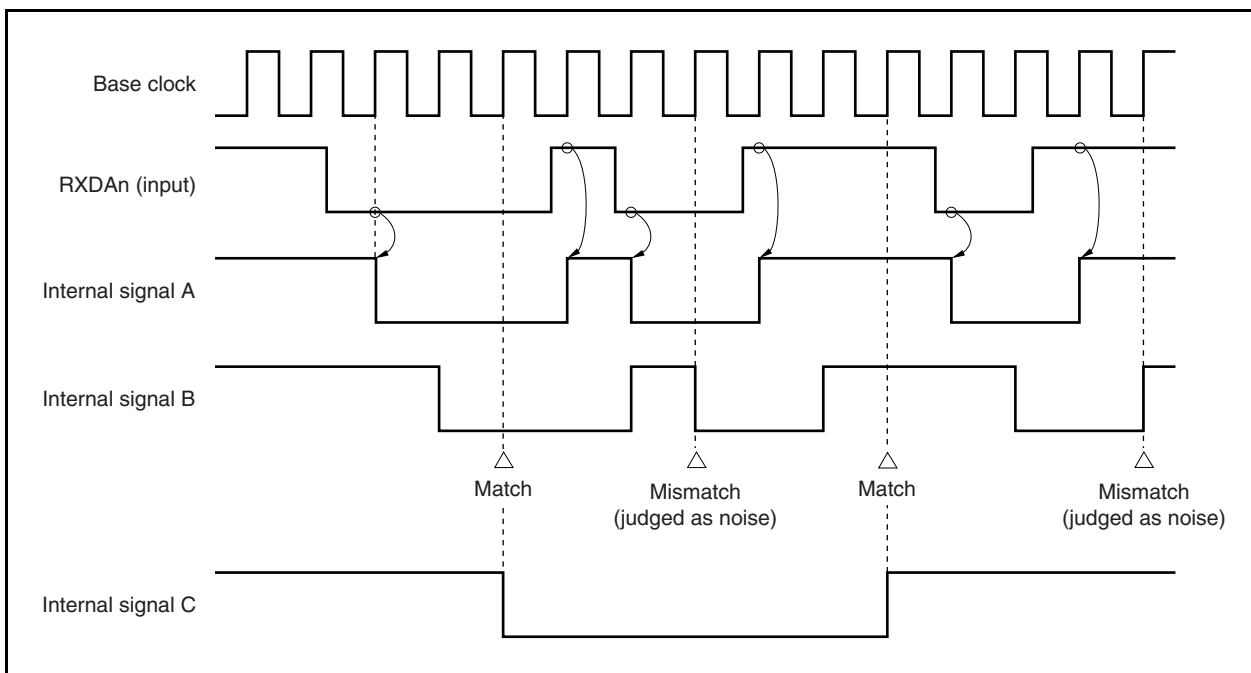 Base clock
RXDAn (input)
Internal signal A
Internal signal B
Match
Mismatch
(judged as noise)
Match
Mismatch
(judged as noise)
Internal signal C